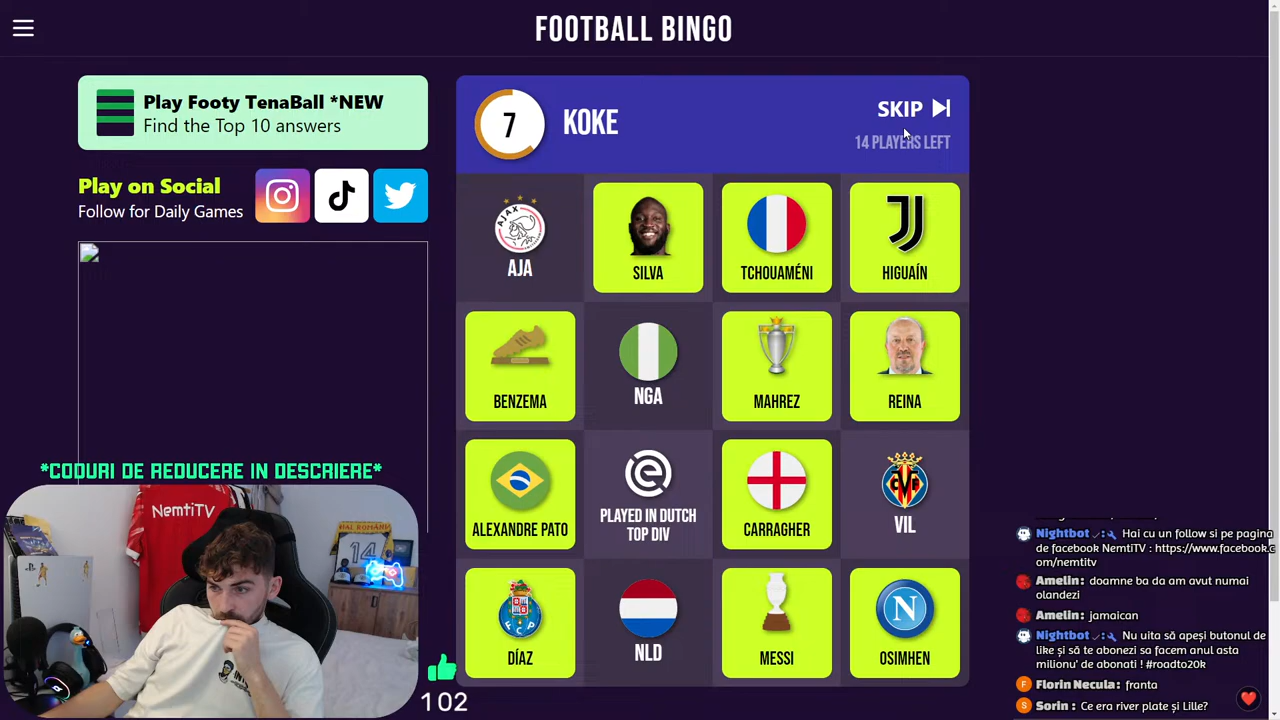 FOOTBALL BINGO
Play Footy TenaBall *NEW
Find the Top 10 answers
Play on Social
Follow for Daily Games
7
KOKE
SKIP
14 PLAYERS LEFT
AJAX
AJA
SILVA
TCHOUAMÉNI
HIGUAÍN
BENZEMA
NGA
MAHREZ
REINA
ALEXANDRE PATO
PLAYED IN DUTCH
TOP DIV
CARRAGHER
VIL
DÍAZ
NLD
MESSI
OSIMHEN
*CODURI DE REDUCERE IN DESCRIERE*
NemtiTV
14
102
Nightbot : Hai cu un follow si pe pagina
de facebook NemtITV : https://www.facebook.c
om/nemtitv
Amelin: doamne ba da am avut numai
olandezi
Amelin: jamaican
Nightbot : Nu uita să apeși butonul de
like și să te abonezi sa facem anul asta
milionu' de abonati ! #roadto20k
Florin Necula: franta
Sorin: Ce era river plate și Lille?